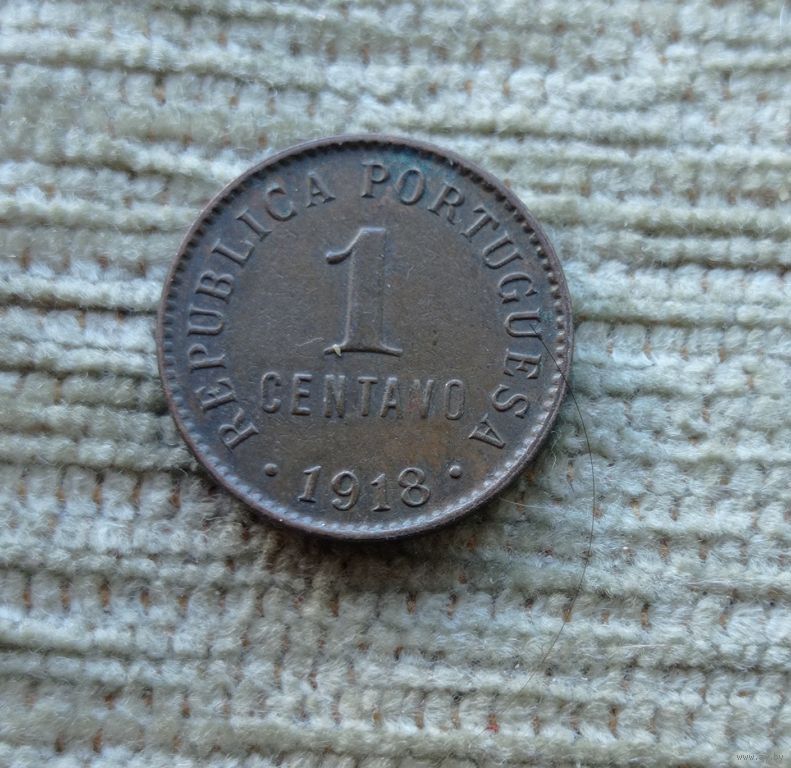 REPUBLICA PORTUGUESA
1
CENTAVO
· 1918 ·